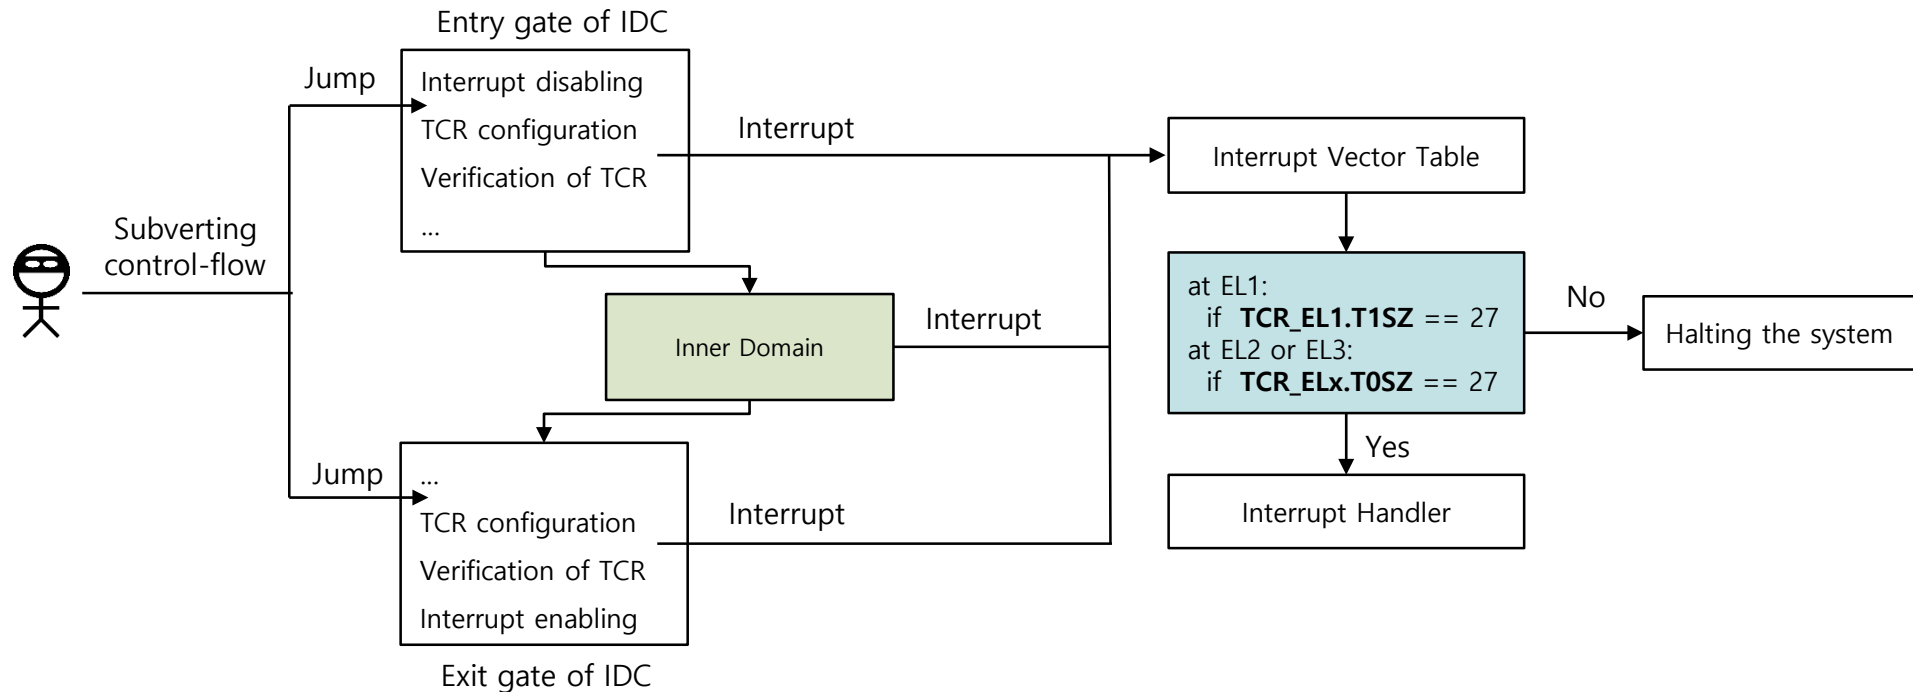 Entry gate of IDC
Jump
Interrupt disabling
TCR configuration
Verification of TCR
...
Interrupt
Interrupt Vector Table
Subverting
control-flow
at EL1:
if TCR_EL1.T1SZ == 27
at EL2 or EL3:
if TCR_ELx.T0SZ == 27
No
Halting the system
Inner Domain
Interrupt
Yes
Interrupt Handler
Jump
...
TCR configuration
Verification of TCR
Interrupt enabling
Interrupt
Exit gate of IDC